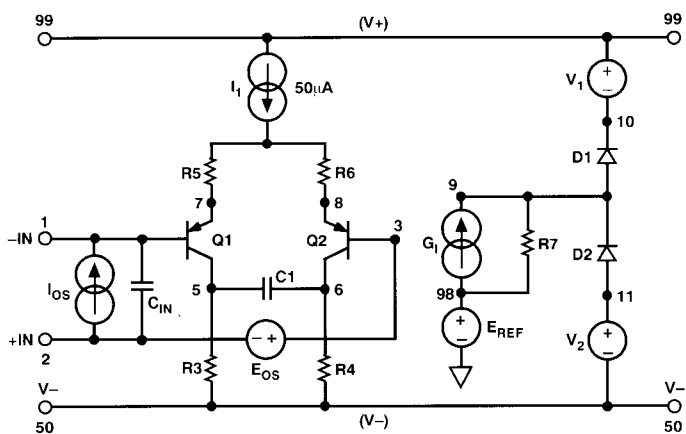 99
(V+)
99
I1
50μA
V1
10
R5
R6
D1
7
8
9
1
3
–IN
Q1
Q2
GI
R7
D2
IOS
CIN
5
C1
6
98
11
EREF
V2
+IN
2
EOS
R3
R4
V–
50
(V–)
V–
50